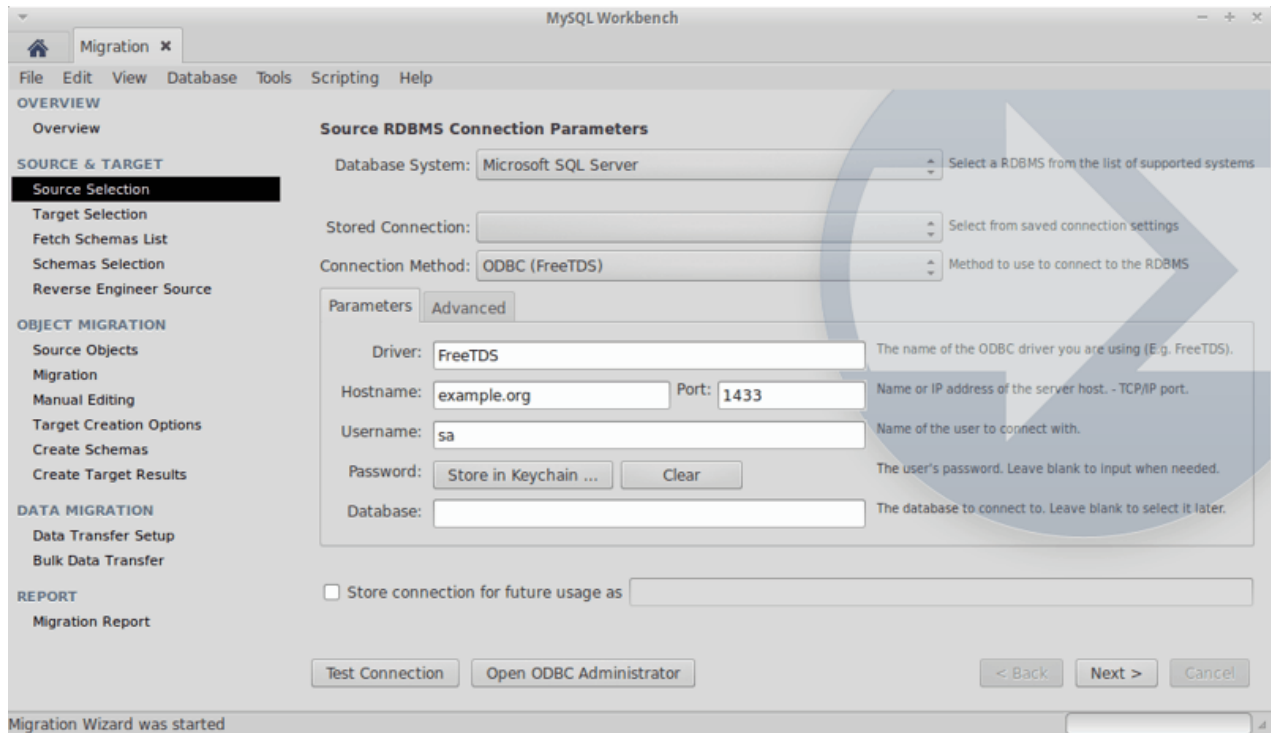 MySQL Workbench
Migration
File Edit View Database Tools Scripting Help
OVERVIEW
Overview
SOURCE & TARGET
Source Selection
Target Selection
Fetch Schemas List
Schemas Selection
Reverse Engineer Source
OBJECT MIGRATION
Source Objects
Migration
Manual Editing
Target Creation Options
Create Schemas
Create Target Results
DATA MIGRATION
Data Transfer Setup
Bulk Data Transfer
REPORT
Migration Report
Source RDBMS Connection Parameters
Database System: Microsoft SQL Server Select a RDBMS from the list of supported systems
Stored Connection: Select from saved connection settings
Connection Method: ODBC (FreeTDS) Method to use to connect to the RDBMS
Parameters Advanced
Driver: FreeTDS The name of the ODBC driver you are using (E.g. FreeTDS).
Hostname: example.org Port: 1433 Name or IP address of the server host. - TCP/IP port.
Username: sa Name of the user to connect with.
Password: Store in Keychain ... Clear The user's password. Leave blank to input when needed.
Database: The database to connect to. Leave blank to select it later.
Store connection for future usage as
Test Connection Open ODBC Administrator < Back Next > Cancel
Migration Wizard was started